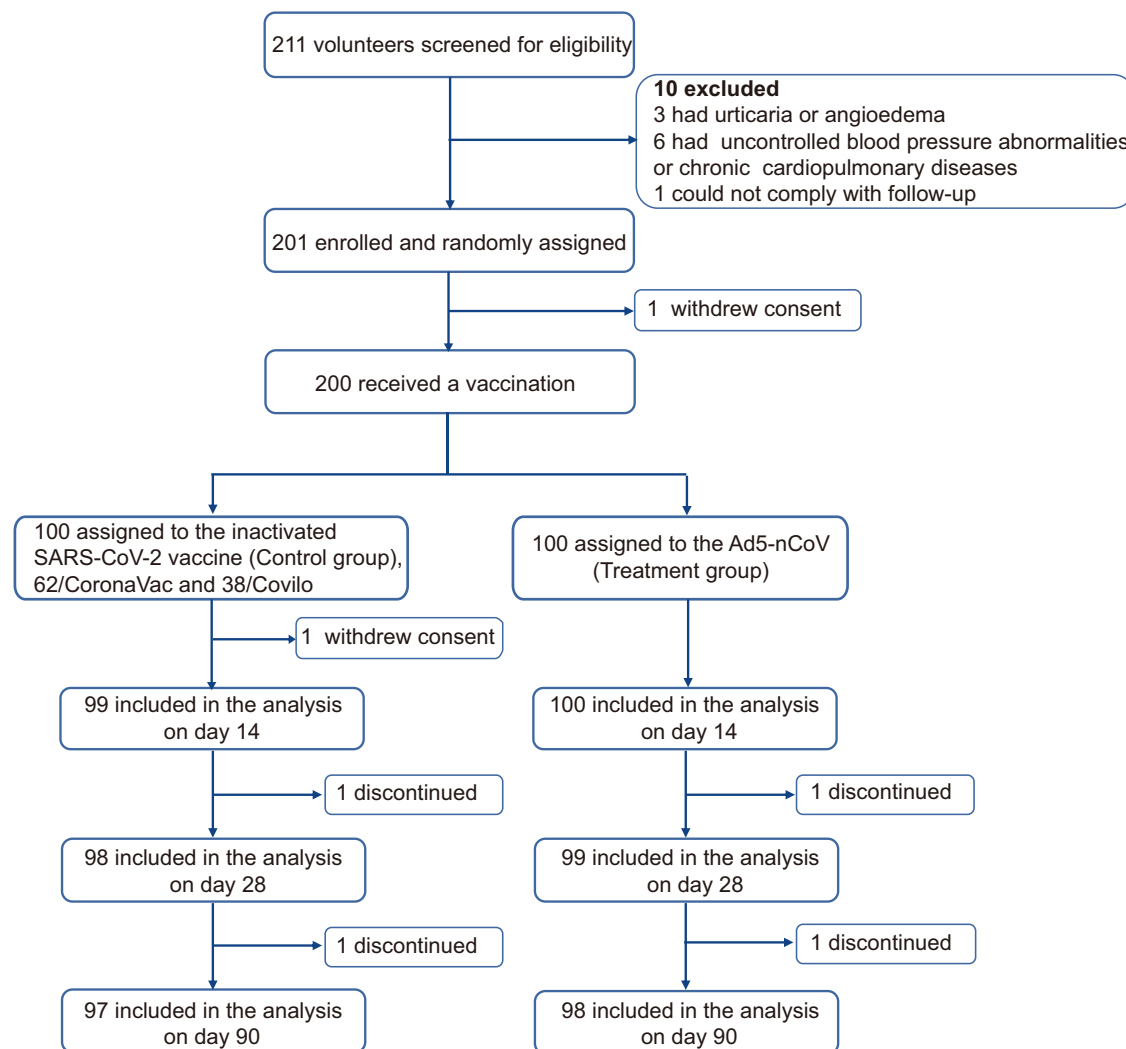 211 volunteers screened for eligibility
10 excluded
3 had urticaria or angioedema
6 had uncontrolled blood pressure abnormalities
or chronic cardiopulmonary diseases
1 could not comply with follow-up
201 enrolled and randomly assigned
1 withdrew consent
200 received a vaccination
100 assigned to the inactivated
SARS-CoV-2 vaccine (Control group),
62/CoronaVac and 38/Covilo
100 assigned to the Ad5-nCoV
(Treatment group)
1 withdrew consent
99 included in the analysis
on day 14
100 included in the analysis
on day 14
1 discontinued
1 discontinued
98 included in the analysis
on day 28
99 included in the analysis
on day 28
1 discontinued
1 discontinued
97 included in the analysis
on day 90
98 included in the analysis
on day 90